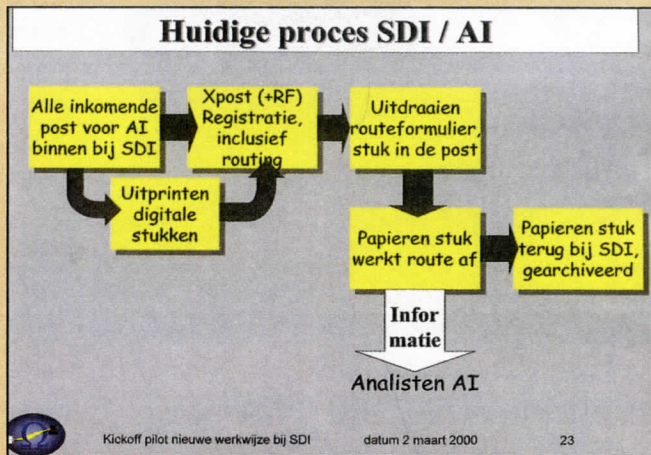 Huidige proces SDI / AI
Alle inkomende
post voor AI
binnen bij SDI
Xpost (+RF)
Registratie,
inclusief
routing
Uitdraaien
routeformulier,
stuk in de post
Uitprinten
digitale
stukken
Papieren stuk
werkt route af
Papieren stuk
terug bij SDI,
gearchiveerd
Infor
matie
Analisten AI
Kickoff pilot nieuwe werkwijze bij SDI datum 2 maart 2000 23